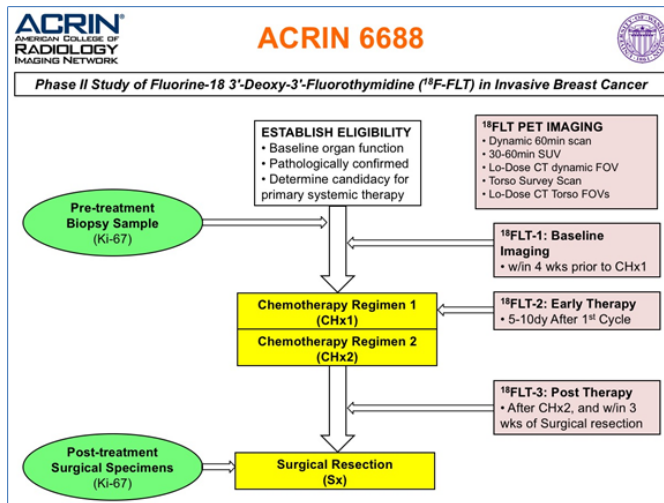 ACRIN
AMERICAN COLLEGE OF
RADIOLOGY
IMAGING NETWORK
ACRIN 6688
Phase II Study of Fluorine-18 3'-Deoxy-3'-Fluorothymidine (¹⁸F-FLT) in Invasive Breast Cancer
ESTABLISH ELIGIBILITY
• Baseline organ function
• Pathologically confirmed
• Determine candidacy for
primary systemic therapy
¹⁸FLT PET IMAGING
• Dynamic 60min scan
• 30-60min SUV
• Lo-Dose CT dynamic FOV
• Torso Survey Scan
• Lo-Dose CT Torso FOVs
Pre-treatment
Biopsy Sample
(Ki-67)
¹⁸FLT-1: Baseline
Imaging
• w/in 4 wks prior to CHx1
Chemotherapy Regimen 1
(CHx1)
Chemotherapy Regimen 2
(CHx2)
¹⁸FLT-2: Early Therapy
• 5-10dy After 1st Cycle
¹⁸FLT-3: Post Therapy
• After CHx2, and w/in 3
wks of Surgical resection
Post-treatment
Surgical Specimens
(Ki-67)
Surgical Resection
(Sx)